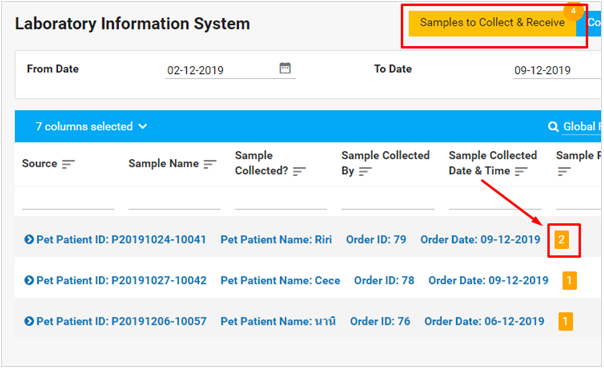 4
Laboratory Information System
Samples to Collect & Receive
Co
From Date
02-12-2019
To Date
09-12-2019
7 columns selected
Global F
Source
Sample Name
Sample
Collected?
Sample Collected
By
Sample Collected
Date & Time
Sample R
F
Pet Patient ID: P20191024-10041 Pet Patient Name: Riri Order ID: 79 Order Date: 09-12-2019 2
Pet Patient ID: P20191027-10042 Pet Patient Name: Cece Order ID: 78 Order Date: 09-12-2019 1
Pet Patient ID: P20191206-10057 Pet Patient Name: นานิ Order ID: 76 Order Date: 06-12-2019 1